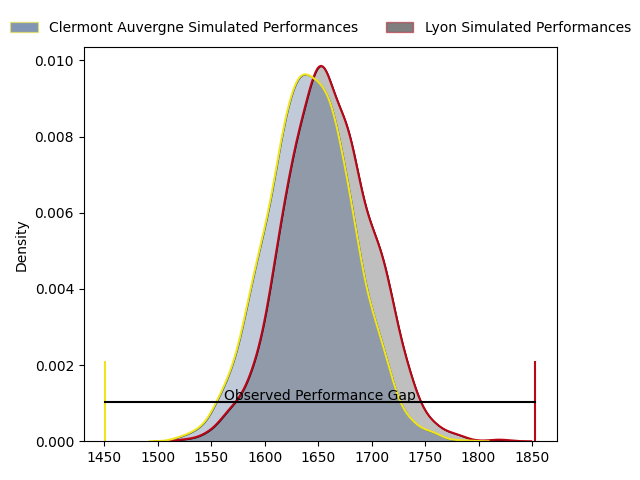 Clermont Auvergne Simulated Performances Lyon Simulated Performances
0.010
0.008
0.006
0.004
0.002
0.000
Density
Observed Performance Gap
1450 1500 1550 1600 1650 1700 1750 1800 1850